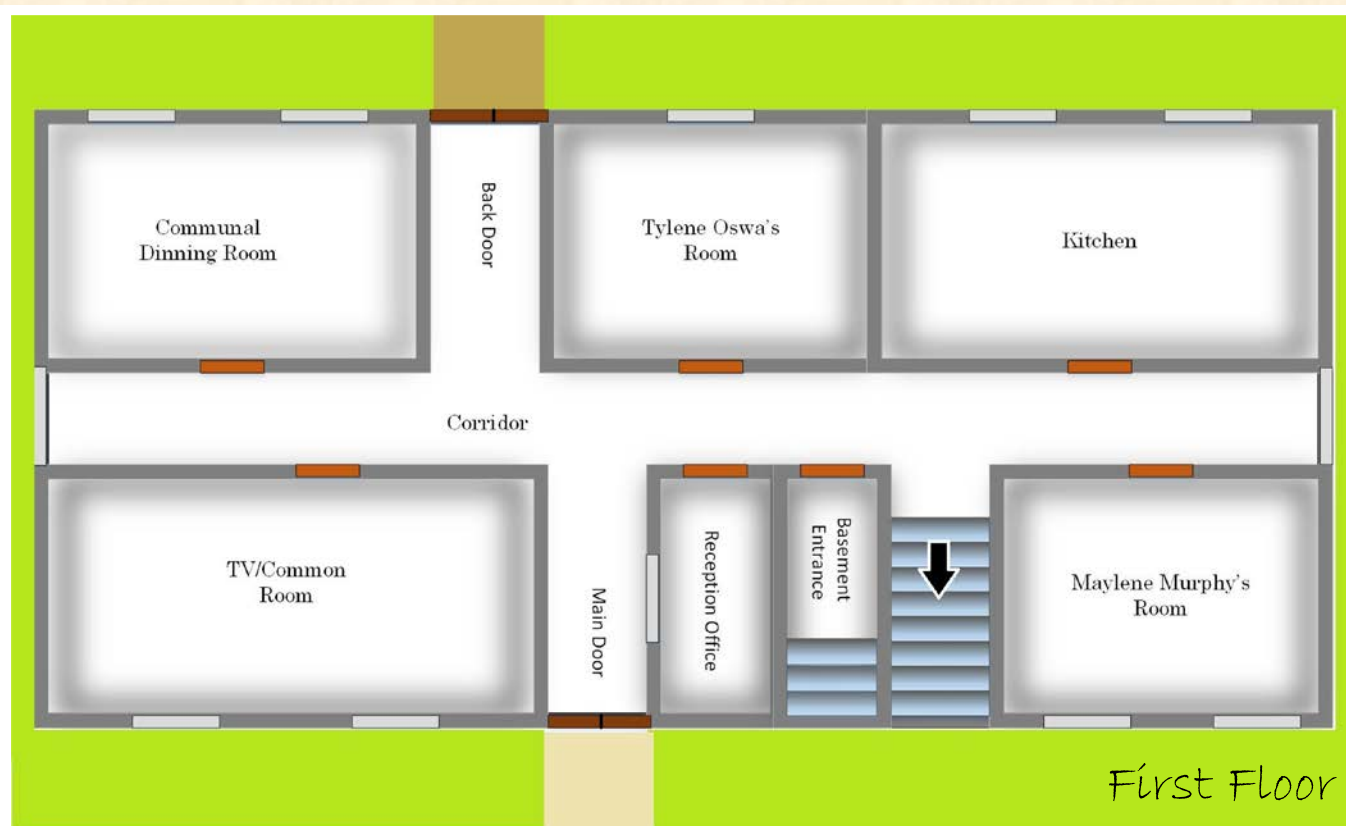 Communal
Dinning Room
Back Door
Tylene Oswa's
Room
Kitchen
Corridor
TV/Common
Room
Main Door
Reception Office
Basement
Entrance
Maylene Murphy's
Room
First Floor